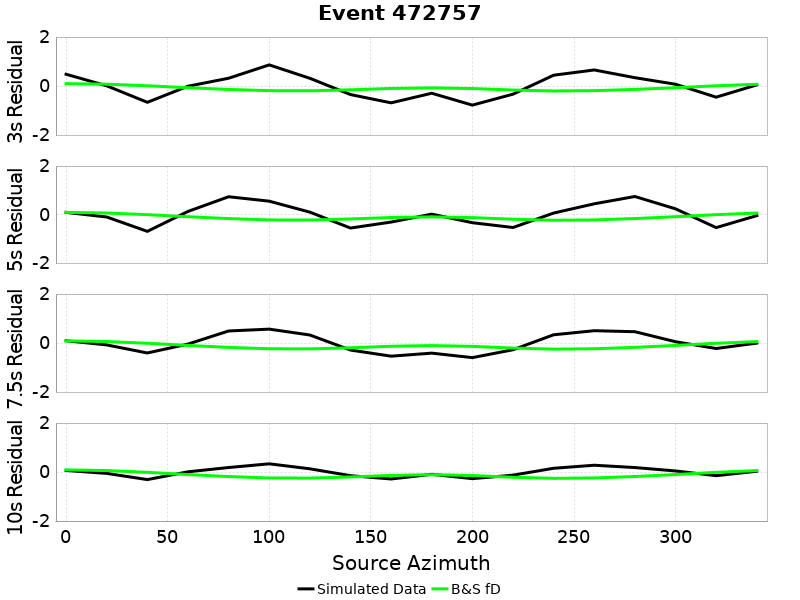 Event 472757
3s Residual
2
0
-2
5s Residual
2
0
-2
7.5s Residual
2
0
-2
10s Residual
2
0
-2
0 50 100 150 200 250 300
Source Azimuth
Simulated Data B&S fD